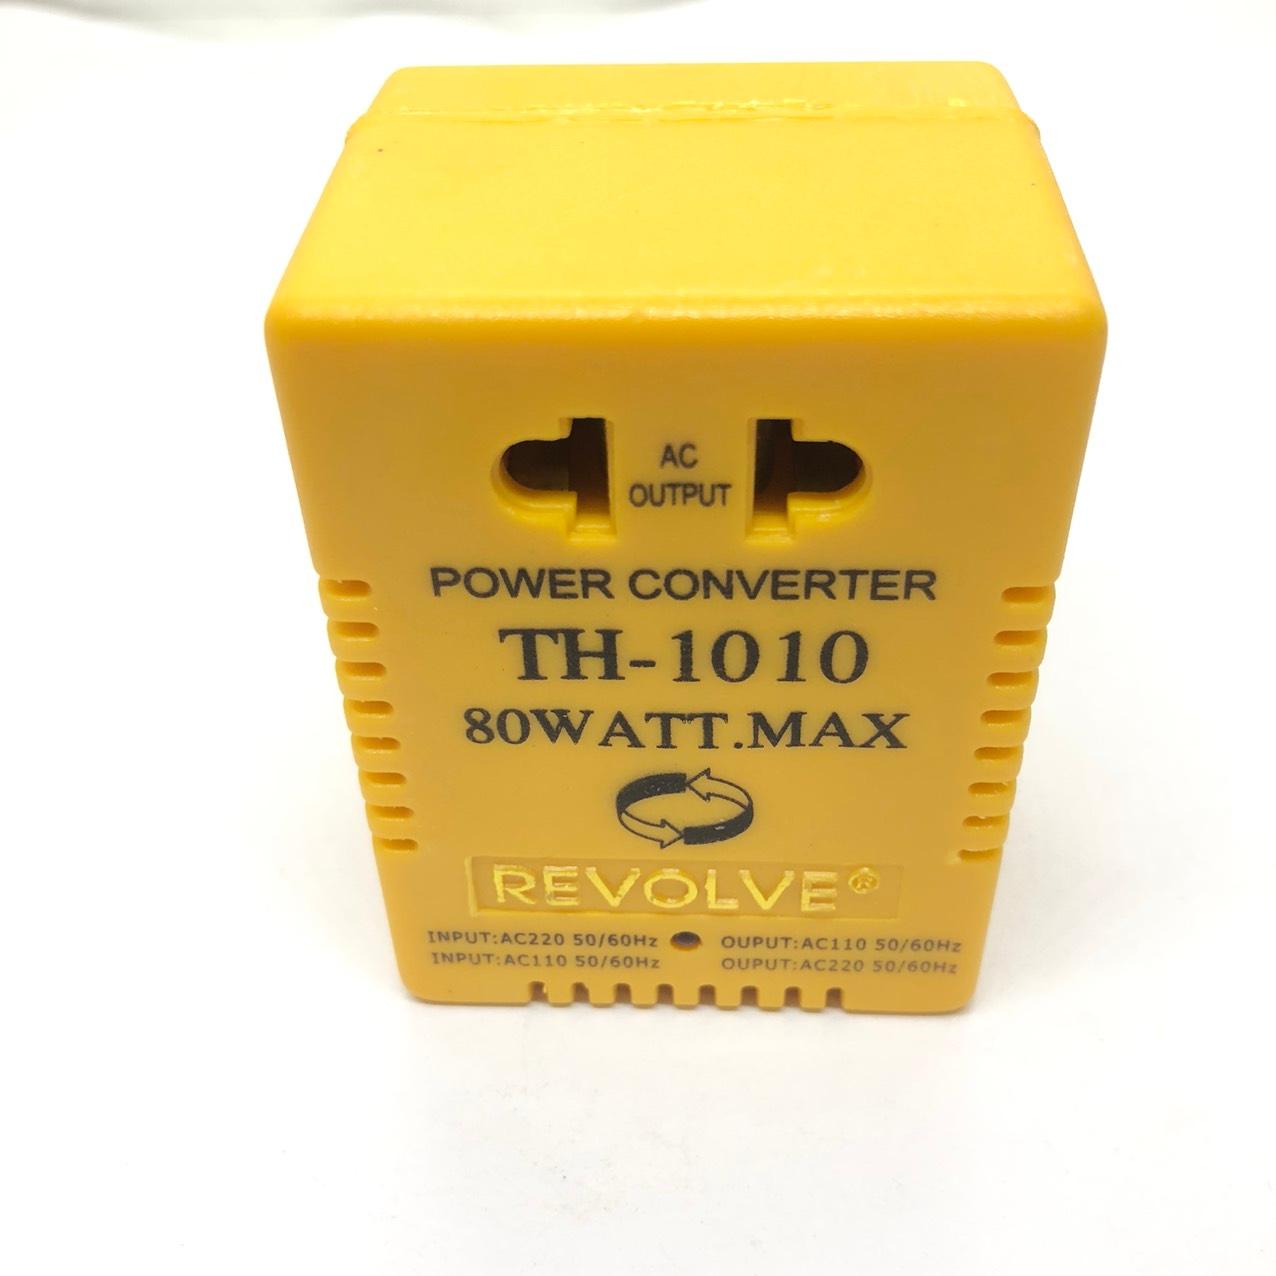 AC
OUTPUT
POWER CONVERTER
TH-1010
80WATT.MAX
REVOLVE®
INPUT:AC220 50/60Hz OUPUT:AC110 50/60Hz
INPUT:AC110 50/60Hz OUPUT:AC220 50/60Hz